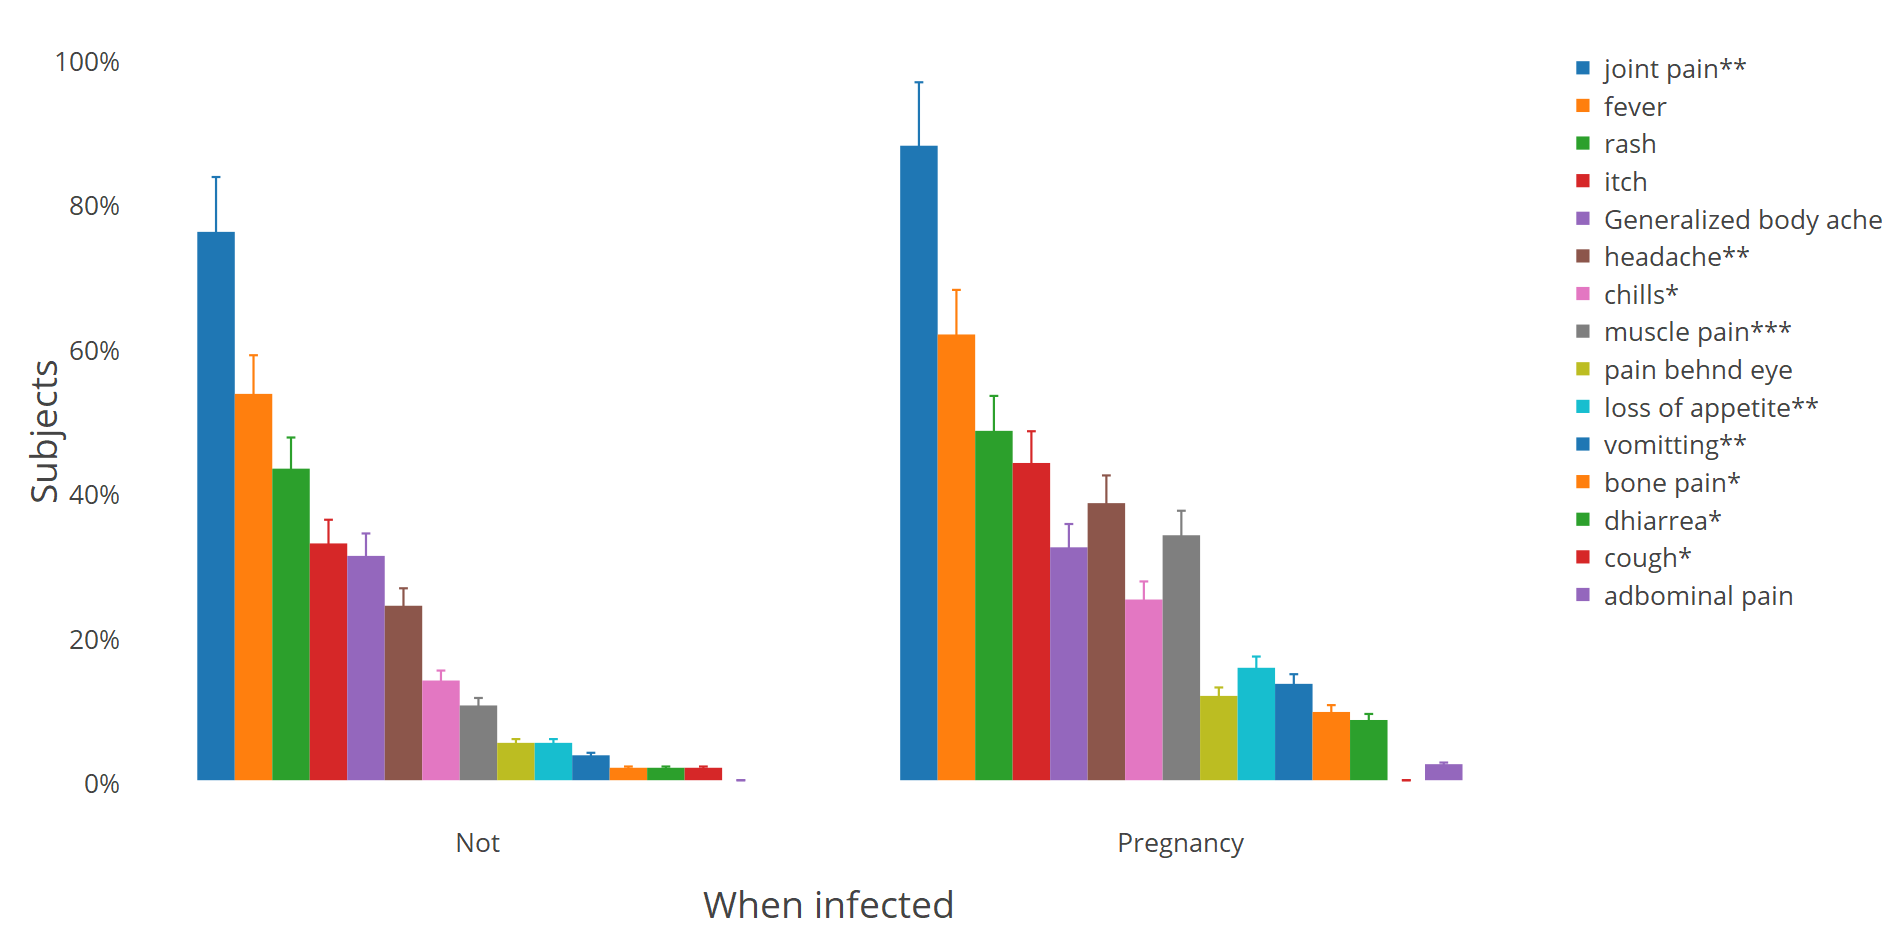 100%
80%
60%
40%
20%
0%
Subjects
Not
Pregnancy
When infected
joint pain**
fever
rash
itch
Generalized body ache
headache**
chills*
muscle pain***
pain behnd eye
loss of appetite**
vomitting**
bone pain*
dhiarrea*
cough*
adbominal pain